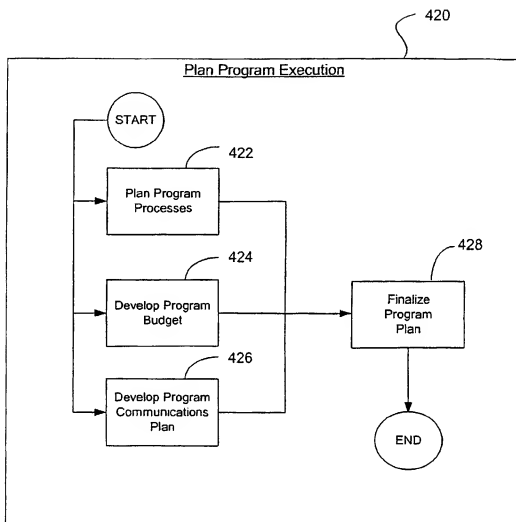 420
Plan Program Execution
START
422
Plan Program
Processes
424
Develop Program
Budget
428
Finalize
Program
Plan
426
Develop Program
Communications
Plan
END